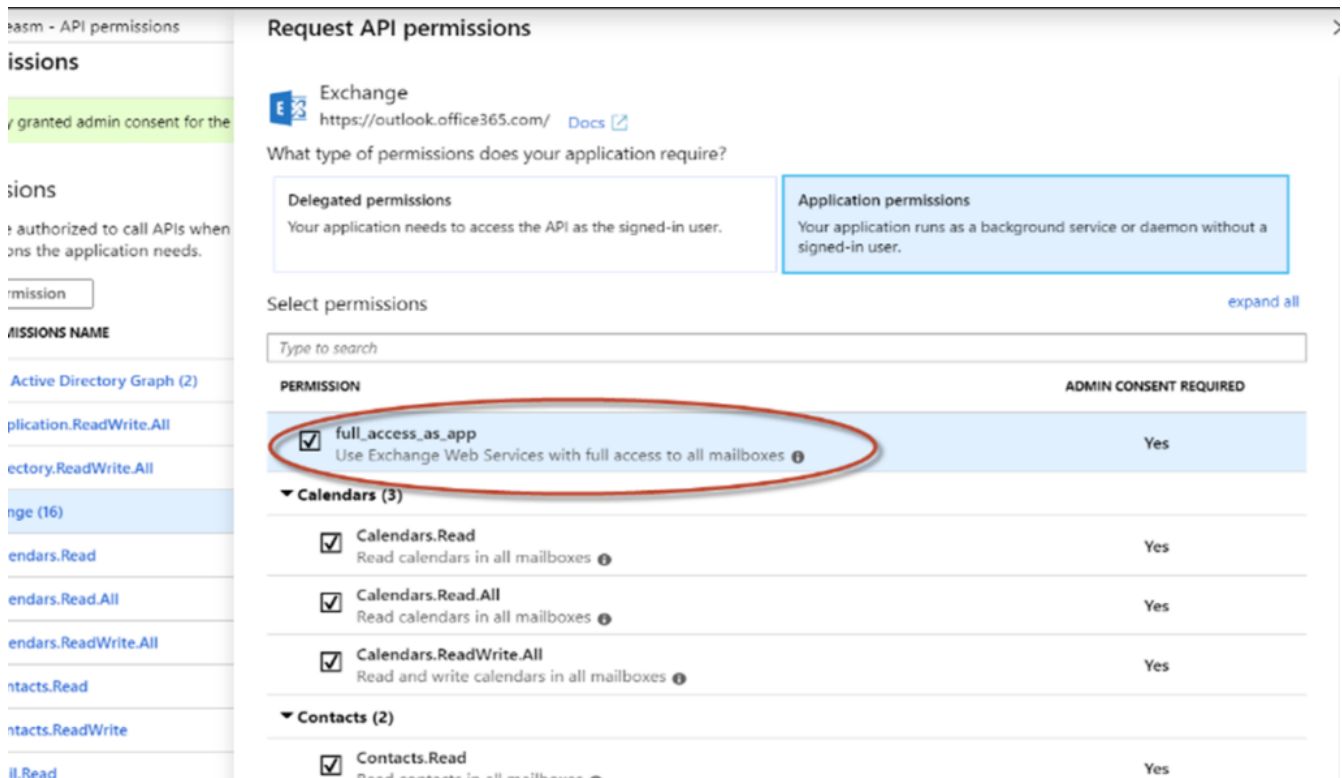 easm - API permissions
issions
y granted admin consent for the
sions
e authorized to call APIs when
ons the application needs.
rmission
MISSIONS NAME
Active Directory Graph (2)
plication.ReadWrite.All
ectory.ReadWrite.All
nge (16)
endars.Read
endars.Read.All
endars.ReadWrite.All
ntacts.Read
ntacts.ReadWrite
il.Read
Request API permissions
Exchange
https://outlook.office365.com/ Docs
What type of permissions does your application require?
Delegated permissions
Your application needs to access the API as the signed-in user.
Application permissions
Your application runs as a background service or daemon without a
signed-in user.
Select permissions
expand all
Type to search
PERMISSION
ADMIN CONSENT REQUIRED
full_access_as_app
Use Exchange Web Services with full access to all mailboxes
Yes
Calendars (3)
Calendars.Read
Read calendars in all mailboxes
Yes
Calendars.Read.All
Read calendars in all mailboxes
Yes
Calendars.ReadWrite.All
Read and write calendars in all mailboxes
Yes
Contacts (2)
Contacts.Read
Read contacts in all mailboxes
Yes